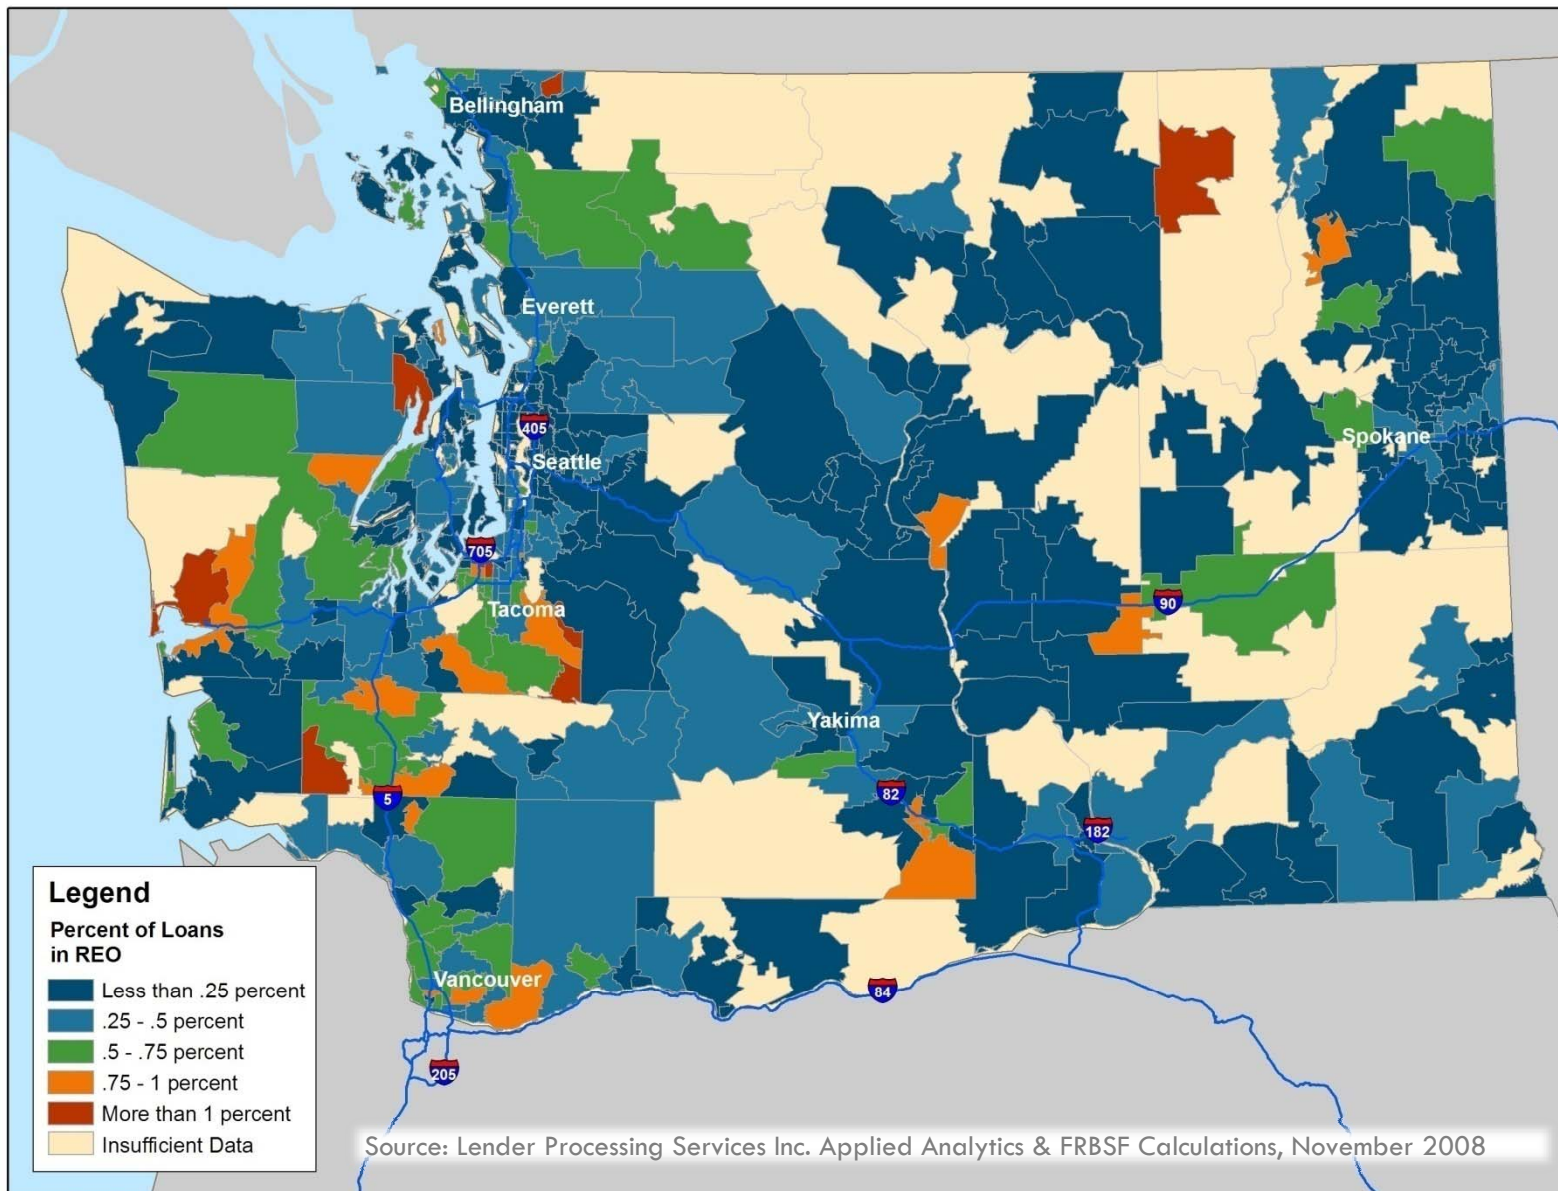 Bellingham
Everett
405
Seattle
Spokane
705
Tacoma
90
Yakima
5
82
182
Vancouver
84
205
Legend
Percent of Loans
in REO
Less than .25 percent
.25 - .5 percent
.5 - .75 percent
.75 - 1 percent
More than 1 percent
Insufficient Data
Source: Lender Processing Services Inc. Applied Analytics & FRBSF Calculations, November 2008